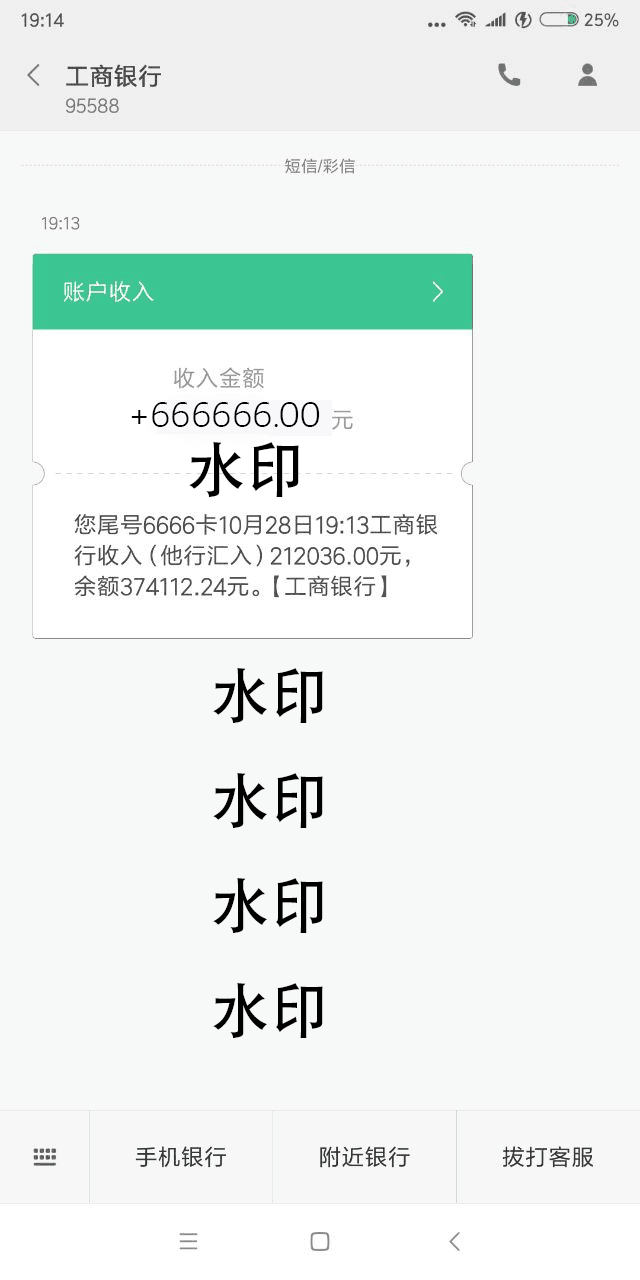 19:14
25%
工商银行
95588
短信/彩信
19:13
账户收入
收入金额
+666666.00 元
水印
您尾号6666卡10月28日19:13工商银
行收入(他行汇入)212036.00元，
余额374112.24元。【工商银行】
水印
水印
水印
水印
手机银行 附近银行 拔打客服